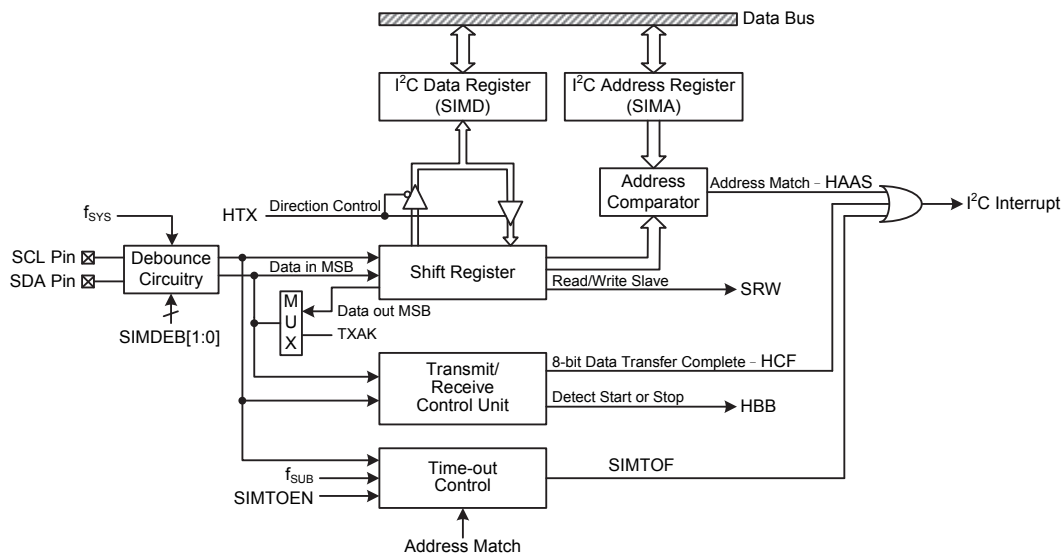 Data Bus
I²C Data Register
(SIMD)
I²C Address Register
(SIMA)
Address
Comparator
Address Match - HAAS
I²C Interrupt
HTX
Direction Control
fSYS
SCL Pin
SDA Pin
Debounce
Circuitry
Data in MSB
Shift Register
Read/Write Slave
SRW
SIMDEB[1:0]
M
U
X
Data out MSB
TXAK
Transmit/
Receive
Control Unit
8-bit Data Transfer Complete - HCF
Detect Start or Stop
HBB
fSUB
SIMTOEN
Time-out
Control
SIMTOF
Address Match